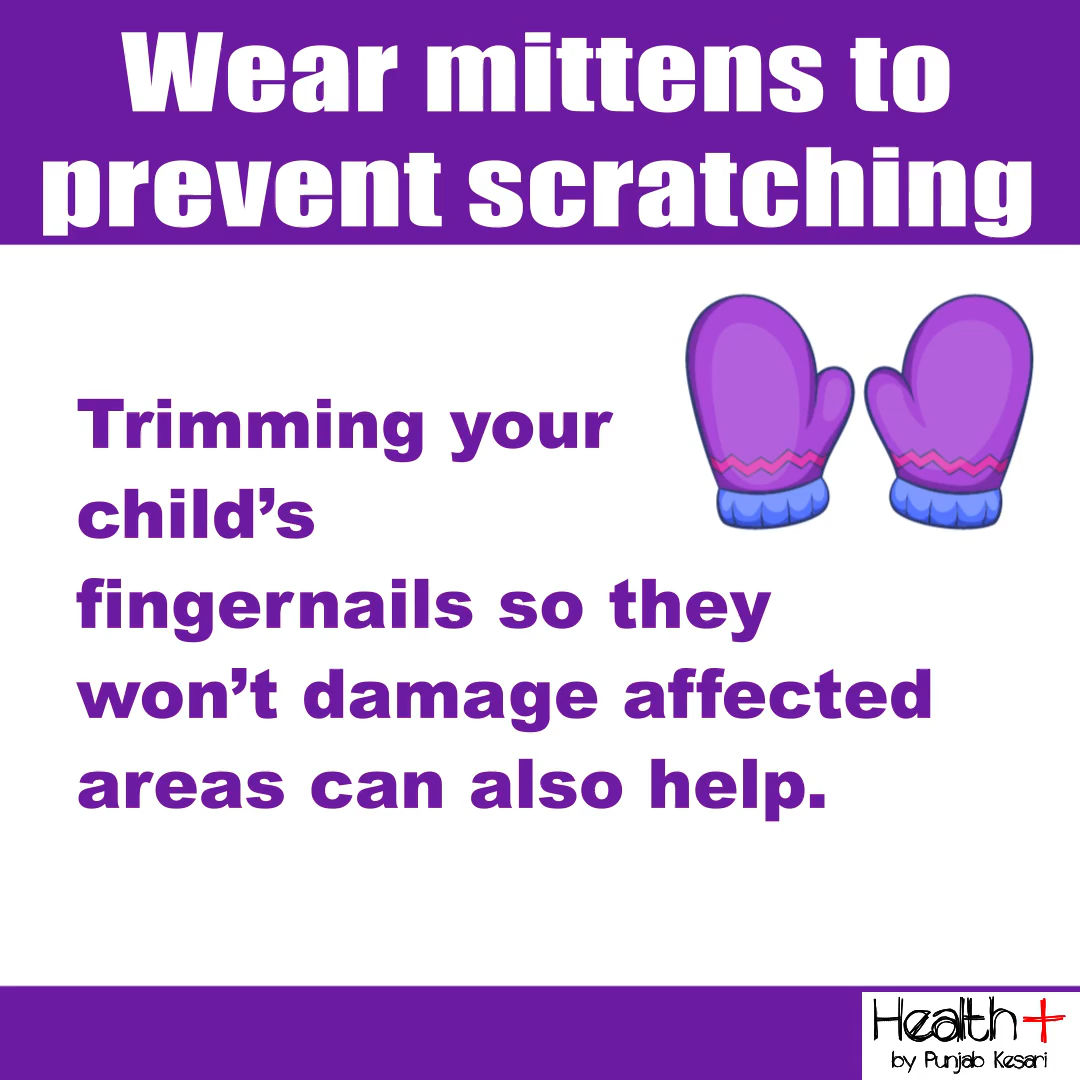 Wear mittens to
prevent scratching
Trimming your
child’s
fingernails so they
won’t damage affected
areas can also help.
Health+
by Punjab Kesari